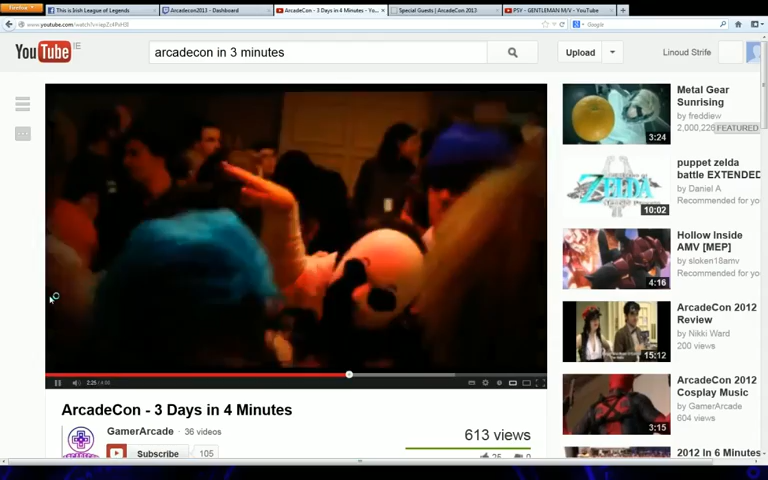 Firefox
This is Irish League of Legends
Arcadecon2013 - Dashboard
ArcadeCon - 3 Days in 4 Minutes - Yo...
Special Guests | ArcadeCon 2013
PSY - GENTLEMAN M/V - YouTube
Google
YouTube IE
arcadecon in 3 minutes
Upload
Linoud Strife
Metal Gear
Sunrising
by freddiew
2,000,226 FEATURED
3:24
puppet zelda
battle EXTENDED
by Daniel A
Recommended for yo
ZELDA
10:02
Hollow Inside
AMV [MEP]
by sloken18amv
Recommended for yo
4:16
ArcadeCon 2012
Review
by Nikki Ward
200 views
15:12
ArcadeCon 2012
Cosplay Music
by GamerArcade
604 views
3:15
2012 In 6 Minutes
ArcadeCon - 3 Days in 4 Minutes
GamerArcade · 36 videos
Subscribe 105
613 views